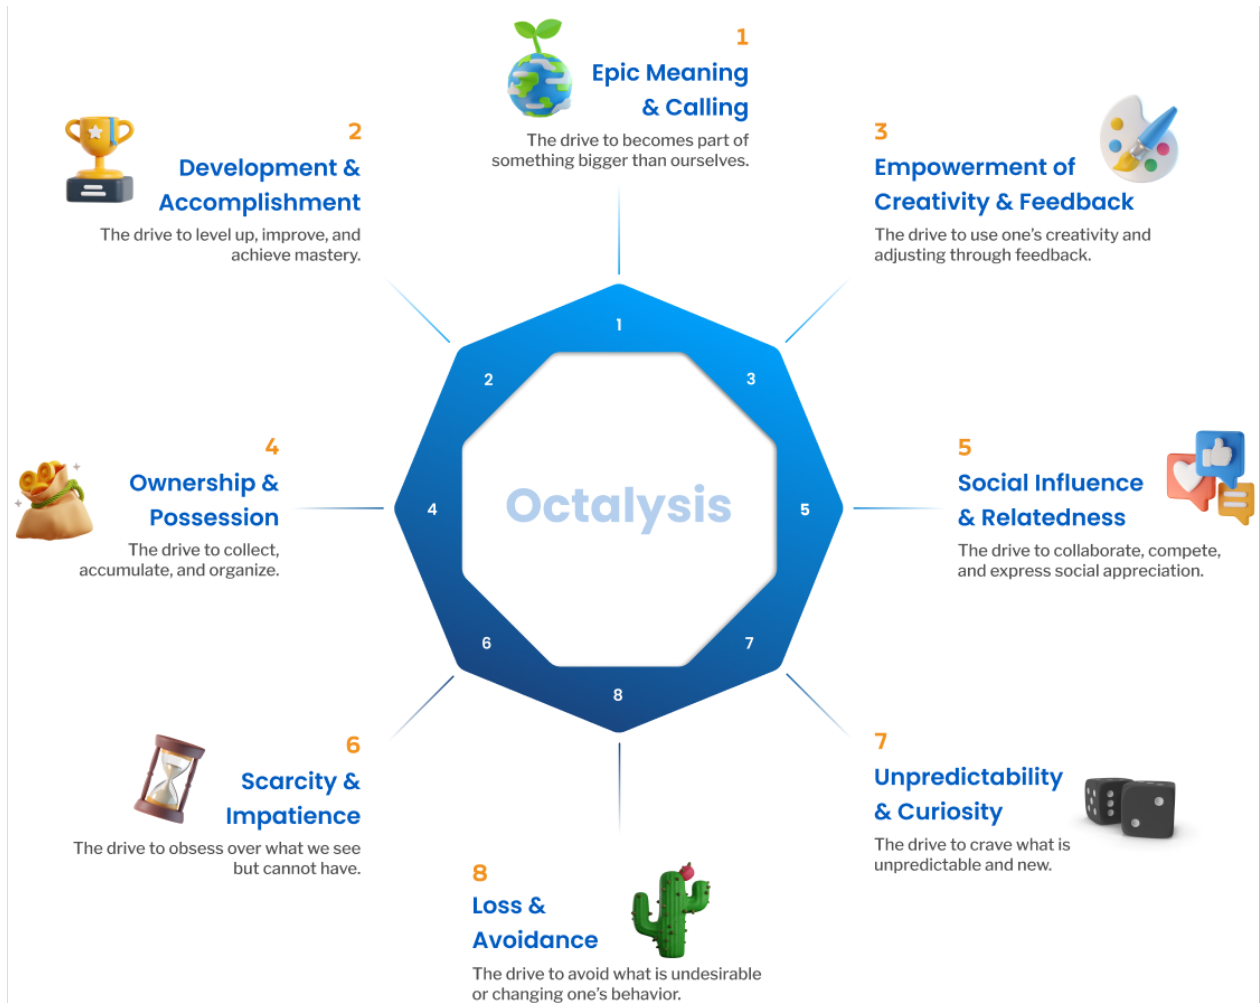 1
Epic Meaning
& Calling
The drive to becomes part of
something bigger than ourselves.
2
Development &
Accomplishment
The drive to level up, improve, and
achieve mastery.
3
Empowerment of
Creativity & Feedback
The drive to use one's creativity and
adjusting through feedback.
1
2
3
4
Ownership &
Possession
The drive to collect,
accumulate, and organize.
4
Octalysis
5
5
Social Influence
& Relatedness
The drive to collaborate, compete,
and express social appreciation.
6
7
8
6
Scarcity &
Impatience
The drive to obsess over what we see
but cannot have.
7
Unpredictability
& Curiosity
The drive to crave what is
unpredictable and new.
8
Loss &
Avoidance
The drive to avoid what is undesirable
or changing one's behavior.